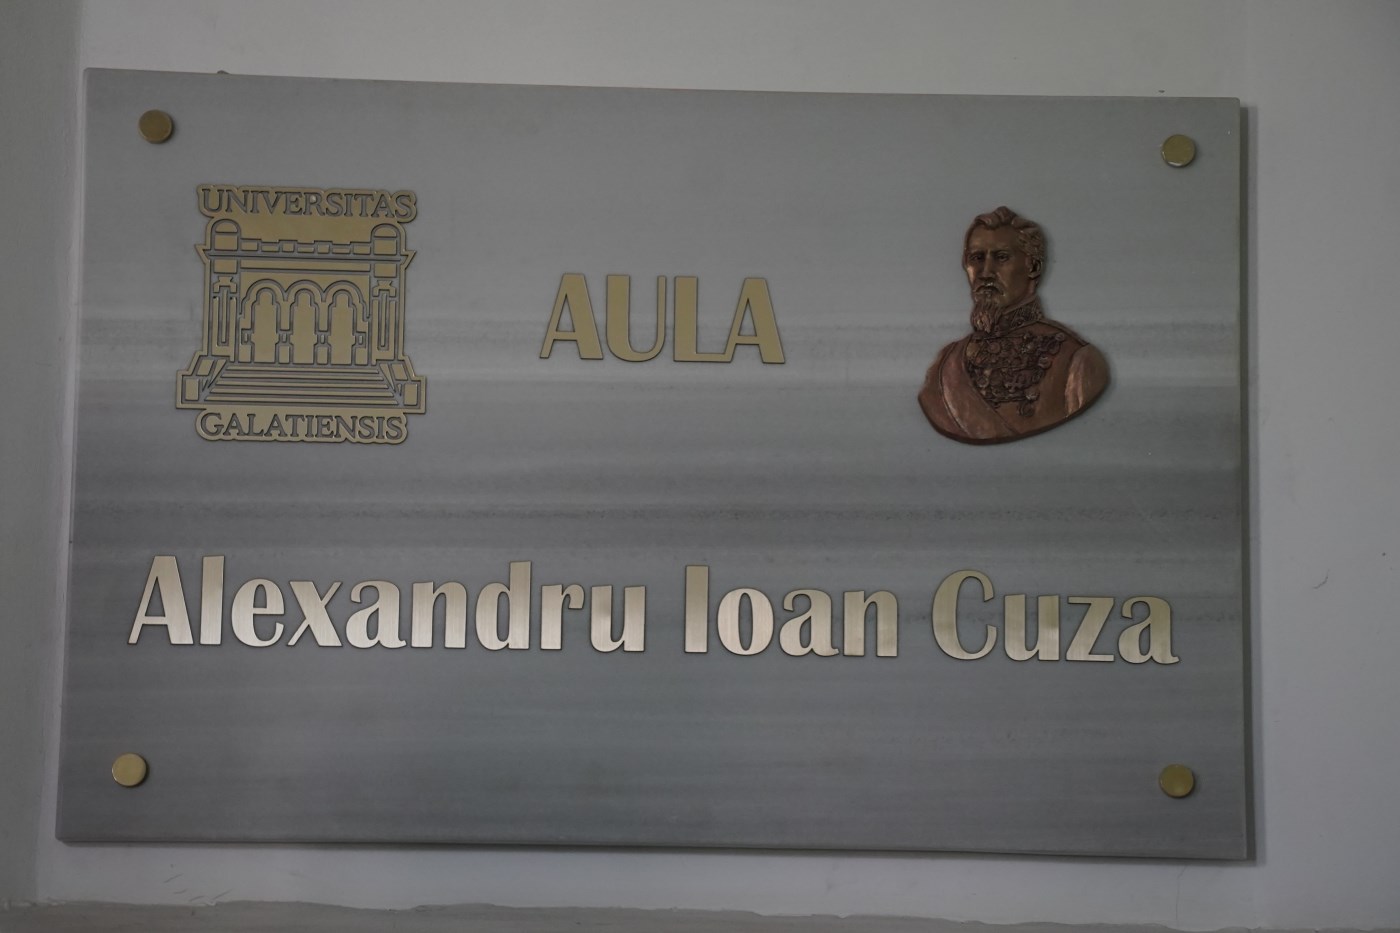 UNIVERSITAS
GALATIENSIS
AULA
Alexandru Ioan Cuza